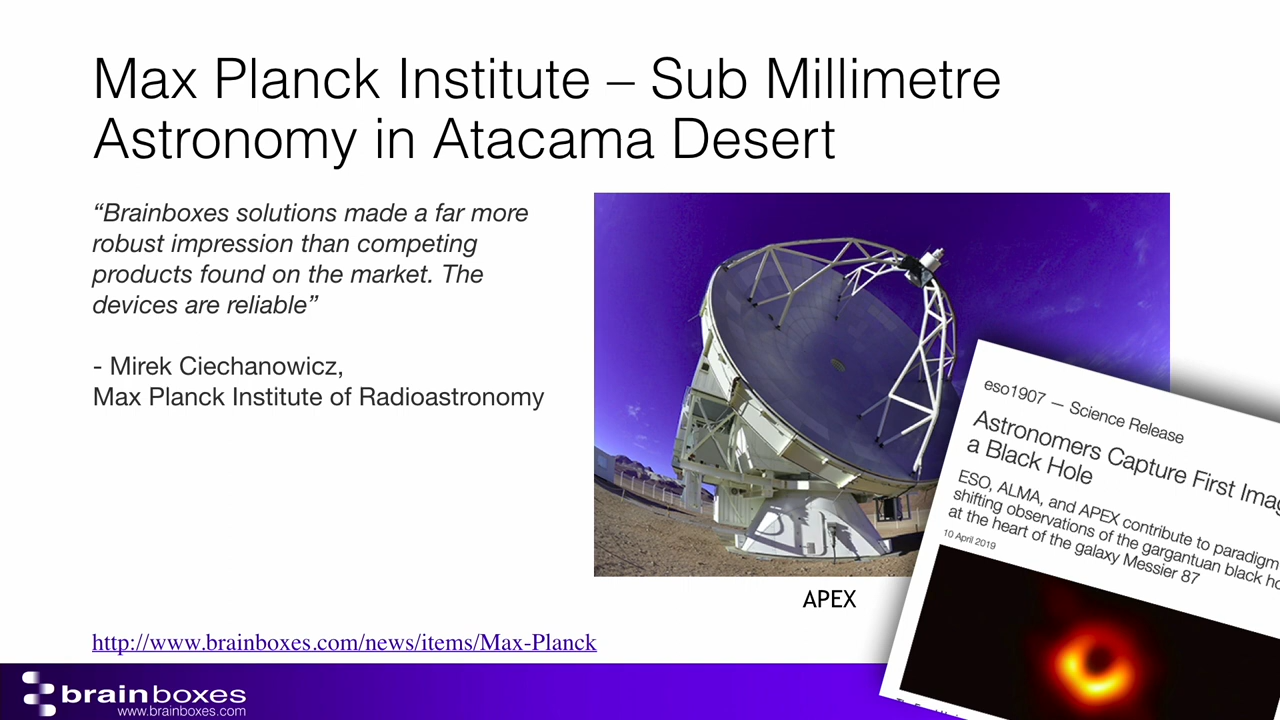 Max Planck Institute – Sub Millimetre
Astronomy in Atacama Desert
“Brainboxes solutions made a far more
robust impression than competing
products found on the market. The
devices are reliable”
- Mirek Ciechanowicz,
Max Planck Institute of Radioastronomy
eso1907 — Science Release
Astronomers Capture First
a Black Hole
ESO, ALMA, and APEX contribute to paradigm
shifting observations of the gargantuan black
at the heart of the galaxy Messier 87
10 April 2019
APEX
http://www.brainboxes.com/news/items/Max-Planck
brainboxes
www.brainboxes.com